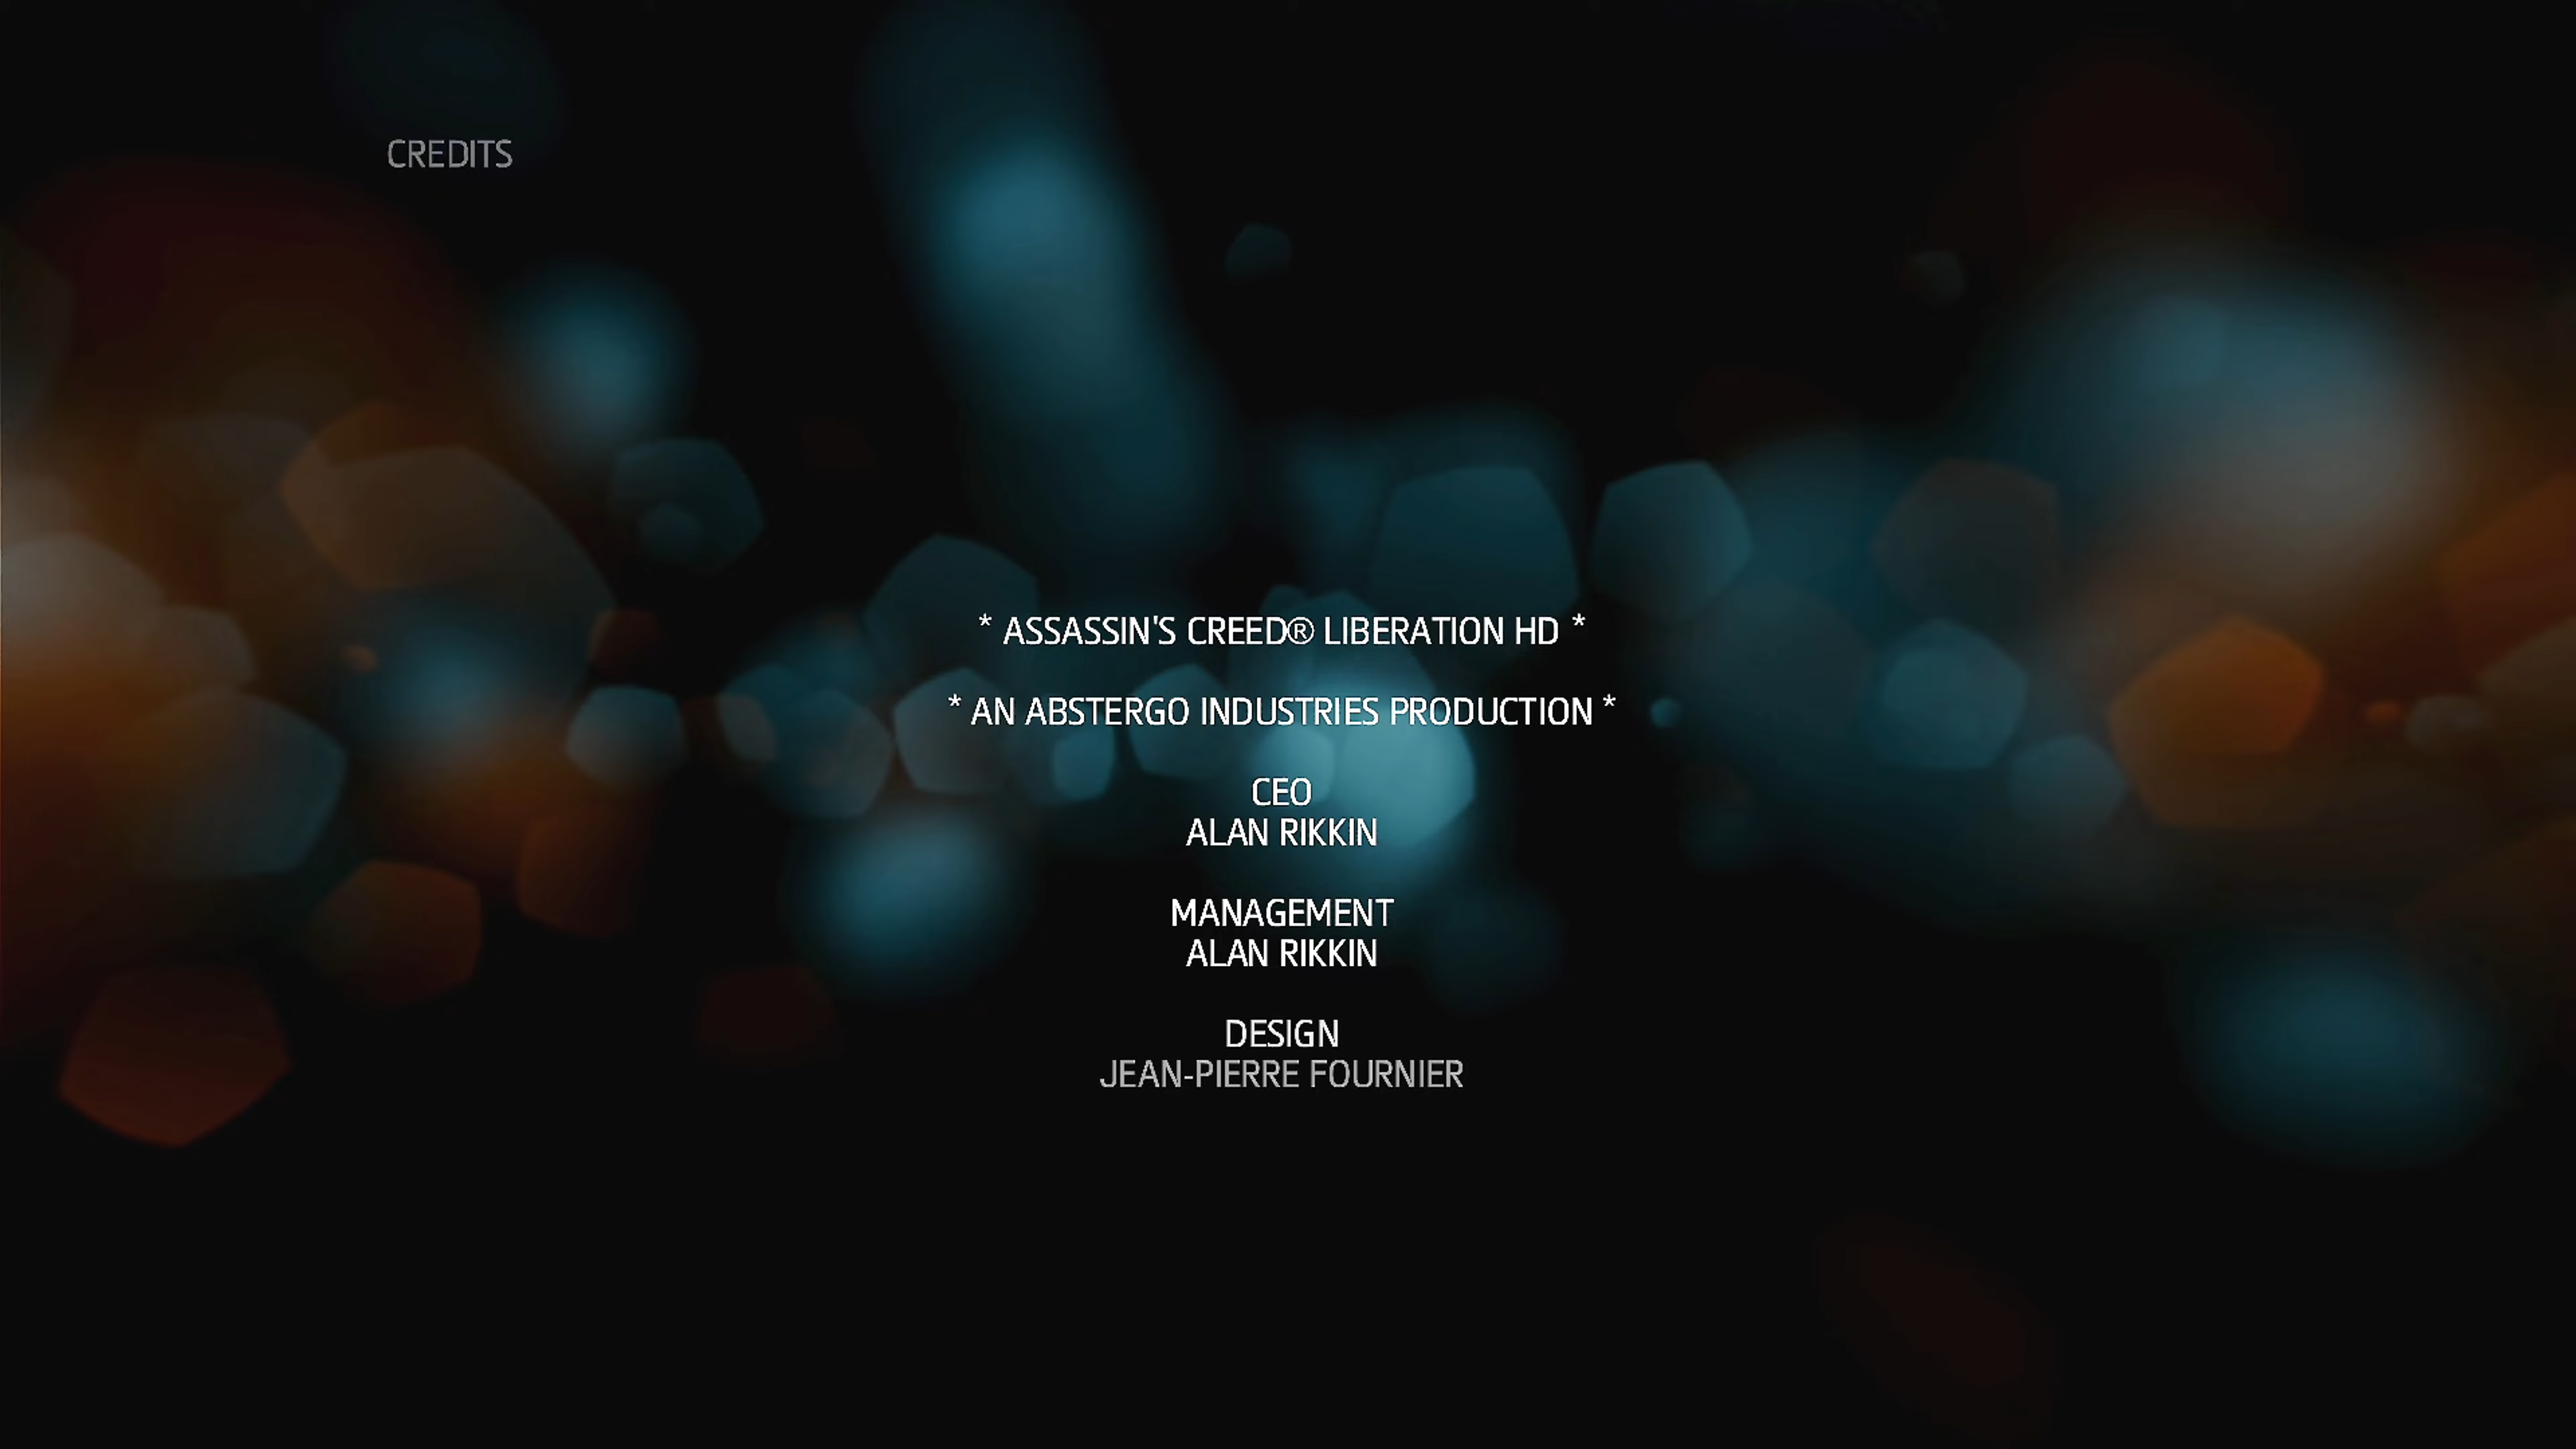 CREDITS
* ASSASSIN'S CREED® LIBERATION HD *
* AN ABSTERGO INDUSTRIES PRODUCTION *
CEO
ALAN RIKKIN
MANAGEMENT
ALAN RIKKIN
DESIGN
JEAN-PIERRE FOURNIER